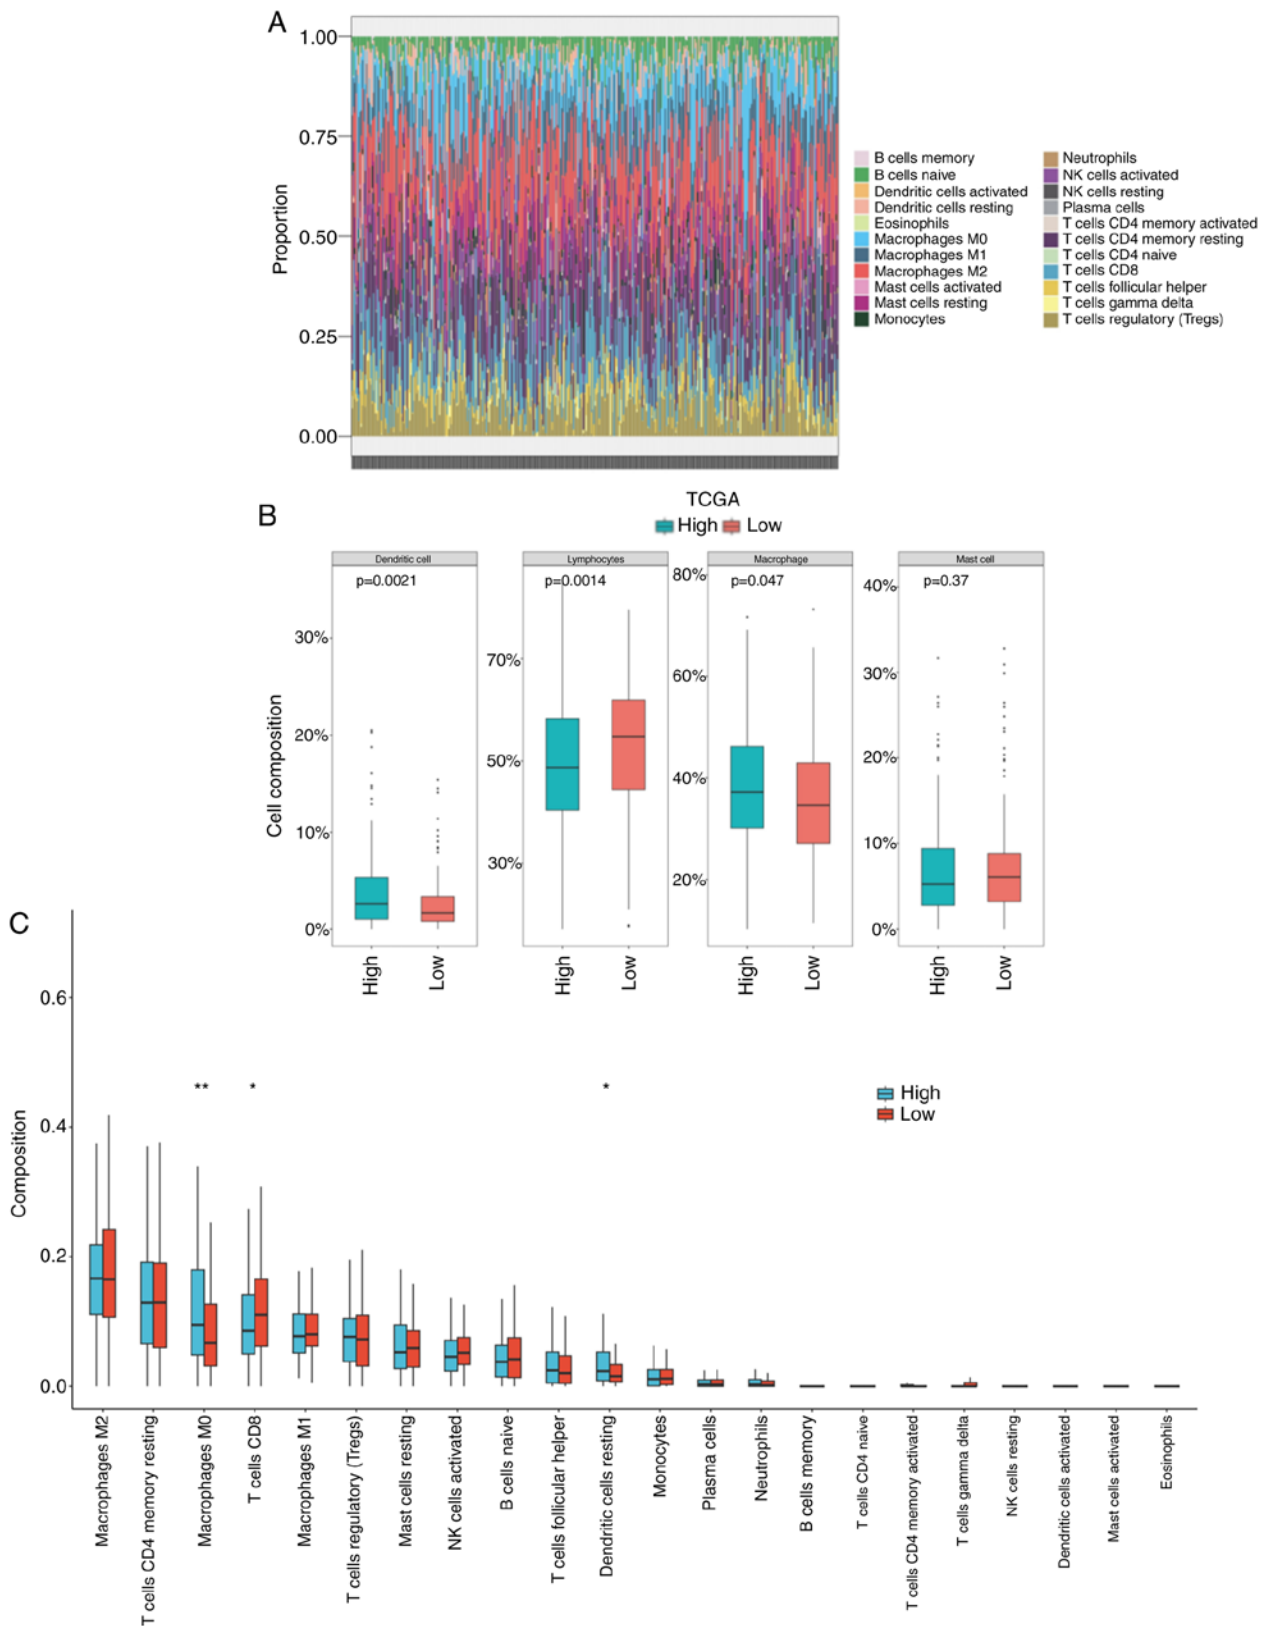 A
1.00
0.75
0.50
0.25
0.00
Proportion
B cells memory
B cells naive
Dendritic cells activated
Dendritic cells resting
Eosinophils
Macrophages M0
Macrophages M1
Macrophages M2
Mast cells activated
Mast cells resting
Monocytes
Neutrophils
NK cells activated
NK cells resting
Plasma cells
T cells CD4 memory activated
T cells CD4 memory resting
T cells CD4 naive
T cells CD8
T cells follicular helper
T cells gamma delta
T cells regulatory (Tregs)
B
TCGA
High Low
Cell composition
Dendritic cell
p=0.0021
30%
20%
10%
0%
High
Low
Lymphocytes
p=0.0014
70%
50%
30%
High
Low
Macrophage
p=0.047
80%
60%
40%
20%
High
Low
Mast cell
p=0.37
40%
30%
20%
10%
0%
High
Low
C
Composition
0.6
0.4
0.2
0.0
**
*
*
High
Low
Macrophages M2
T cells CD4 memory resting
Macrophages M0
T cells CD8
Macrophages M1
T cells regulatory (Tregs)
Mast cells resting
NK cells activated
B cells naive
T cells follicular helper
Dendritic cells resting
Monocytes
Plasma cells
Neutrophils
B cells memory
T cells CD4 naive
T cells CD4 memory activated
T cells gamma delta
NK cells resting
Dendritic cells activated
Mast cells activated
Eosinophils